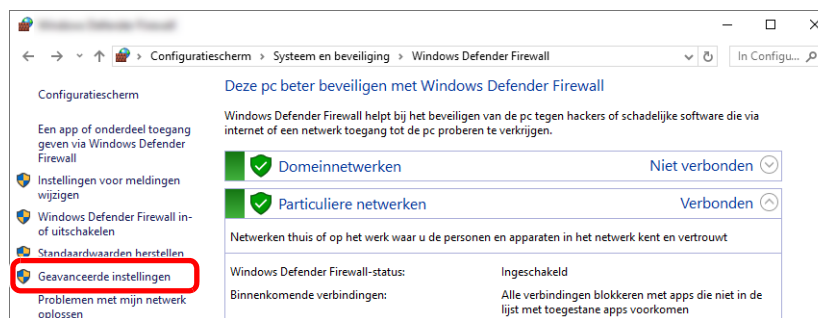 Configuratiescherm > Systeem en beveiliging > Windows Defender Firewall
In Configu...
Configuratiescherm
Een app of onderdeel toegang
geven via Windows Defender
Firewall
Instellingen voor meldingen
wijzigen
Windows Defender Firewall in-
of uitschakelen
Standaardwaarden herstellen
Geavanceerde instellingen
Problemen met mijn netwerk
oplossen
Deze pc beter beveiligen met Windows Defender Firewall
Windows Defender Firewall helpt bij het beveiligen van de pc tegen hackers of schadelijke software die via
internet of een netwerk toegang tot de pc proberen te verkrijgen.
Domeinnetwerken Niet verbonden
Particuliere netwerken Verbonden
Netwerken thuis of op het werk waar u de personen en apparaten in het netwerk kent en vertrouwt
Windows Defender Firewall-status: Ingeschakeld
Binnenkomende verbindingen: Alle verbindingen blokkeren met apps die niet in de
lijst met toegestane apps voorkomen